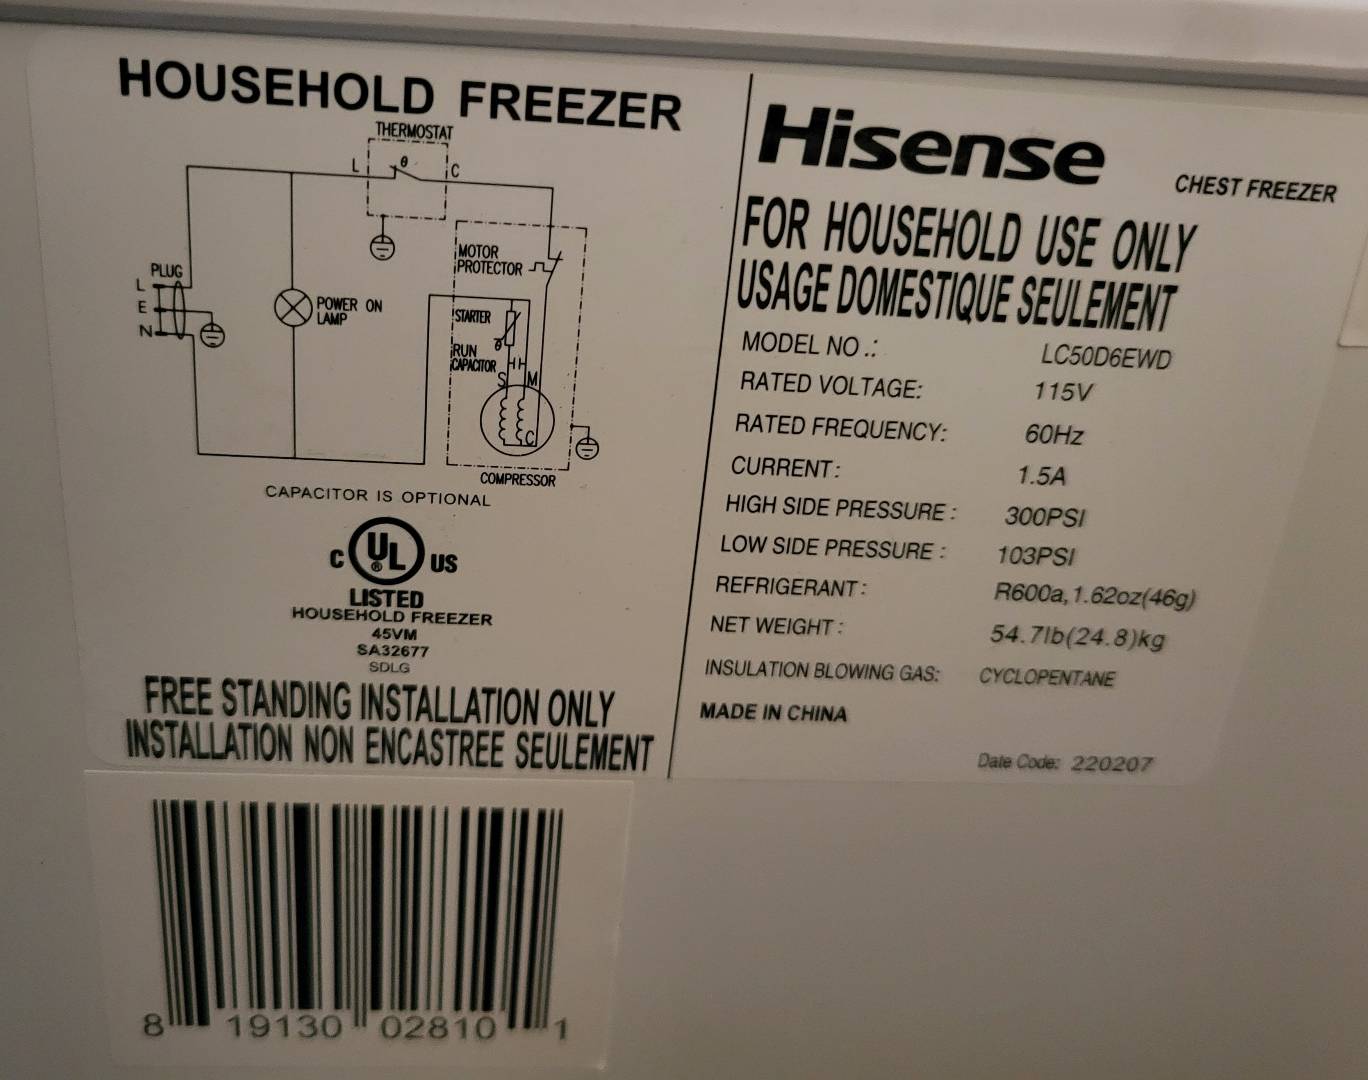 HOUSEHOLD FREEZER
THERMOSTAT
L
θ
C
PLUG
L
E
N
POWER ON
LAMP
MOTOR
PROTECTOR
STARTER
θ
RUN
CAPACITOR
S
M
C
COMPRESSOR
CAPACITOR IS OPTIONAL
C UL ® US
LISTED
HOUSEHOLD FREEZER
45VM
SA32677
SDLG
FREE STANDING INSTALLATION ONLY
INSTALLATION NON ENCASTREE SEULEMENT
Hisense
CHEST FREEZER
FOR HOUSEHOLD USE ONLY
USAGE DOMESTIQUE SEULEMENT
MODEL NO.: LC50D6EWD
RATED VOLTAGE: 115V
RATED FREQUENCY: 60Hz
CURRENT: 1.5A
HIGH SIDE PRESSURE: 300PSI
LOW SIDE PRESSURE: 103PSI
REFRIGERANT: R600a,1.62oz(46g)
NET WEIGHT: 54.7lb(24.8)kg
INSULATION BLOWING GAS: CYCLOPENTANE
MADE IN CHINA
Date Code: 220207
8 19130 02810 1